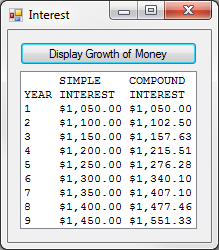 Interest
Display Growth of Money
SIMPLE COMPOUND
YEAR INTEREST INTEREST
1 $1,050.00 $1,050.00
2 $1,100.00 $1,102.50
3 $1,150.00 $1,157.63
4 $1,200.00 $1,215.51
5 $1,250.00 $1,276.28
6 $1,300.00 $1,340.10
7 $1,350.00 $1,407.10
8 $1,400.00 $1,477.46
9 $1,450.00 $1,551.33